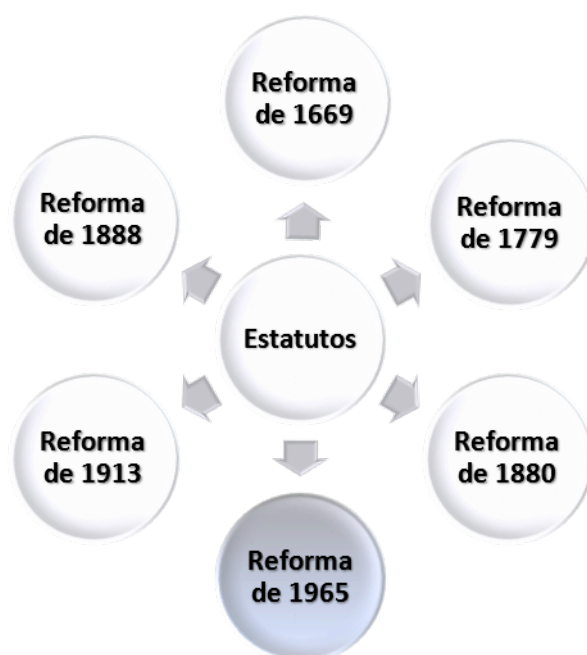 Reforma
de 1669
Reforma
de 1888
Reforma
de 1779
Estatutos
Reforma
de 1913
Reforma
de 1880
Reforma
de 1965